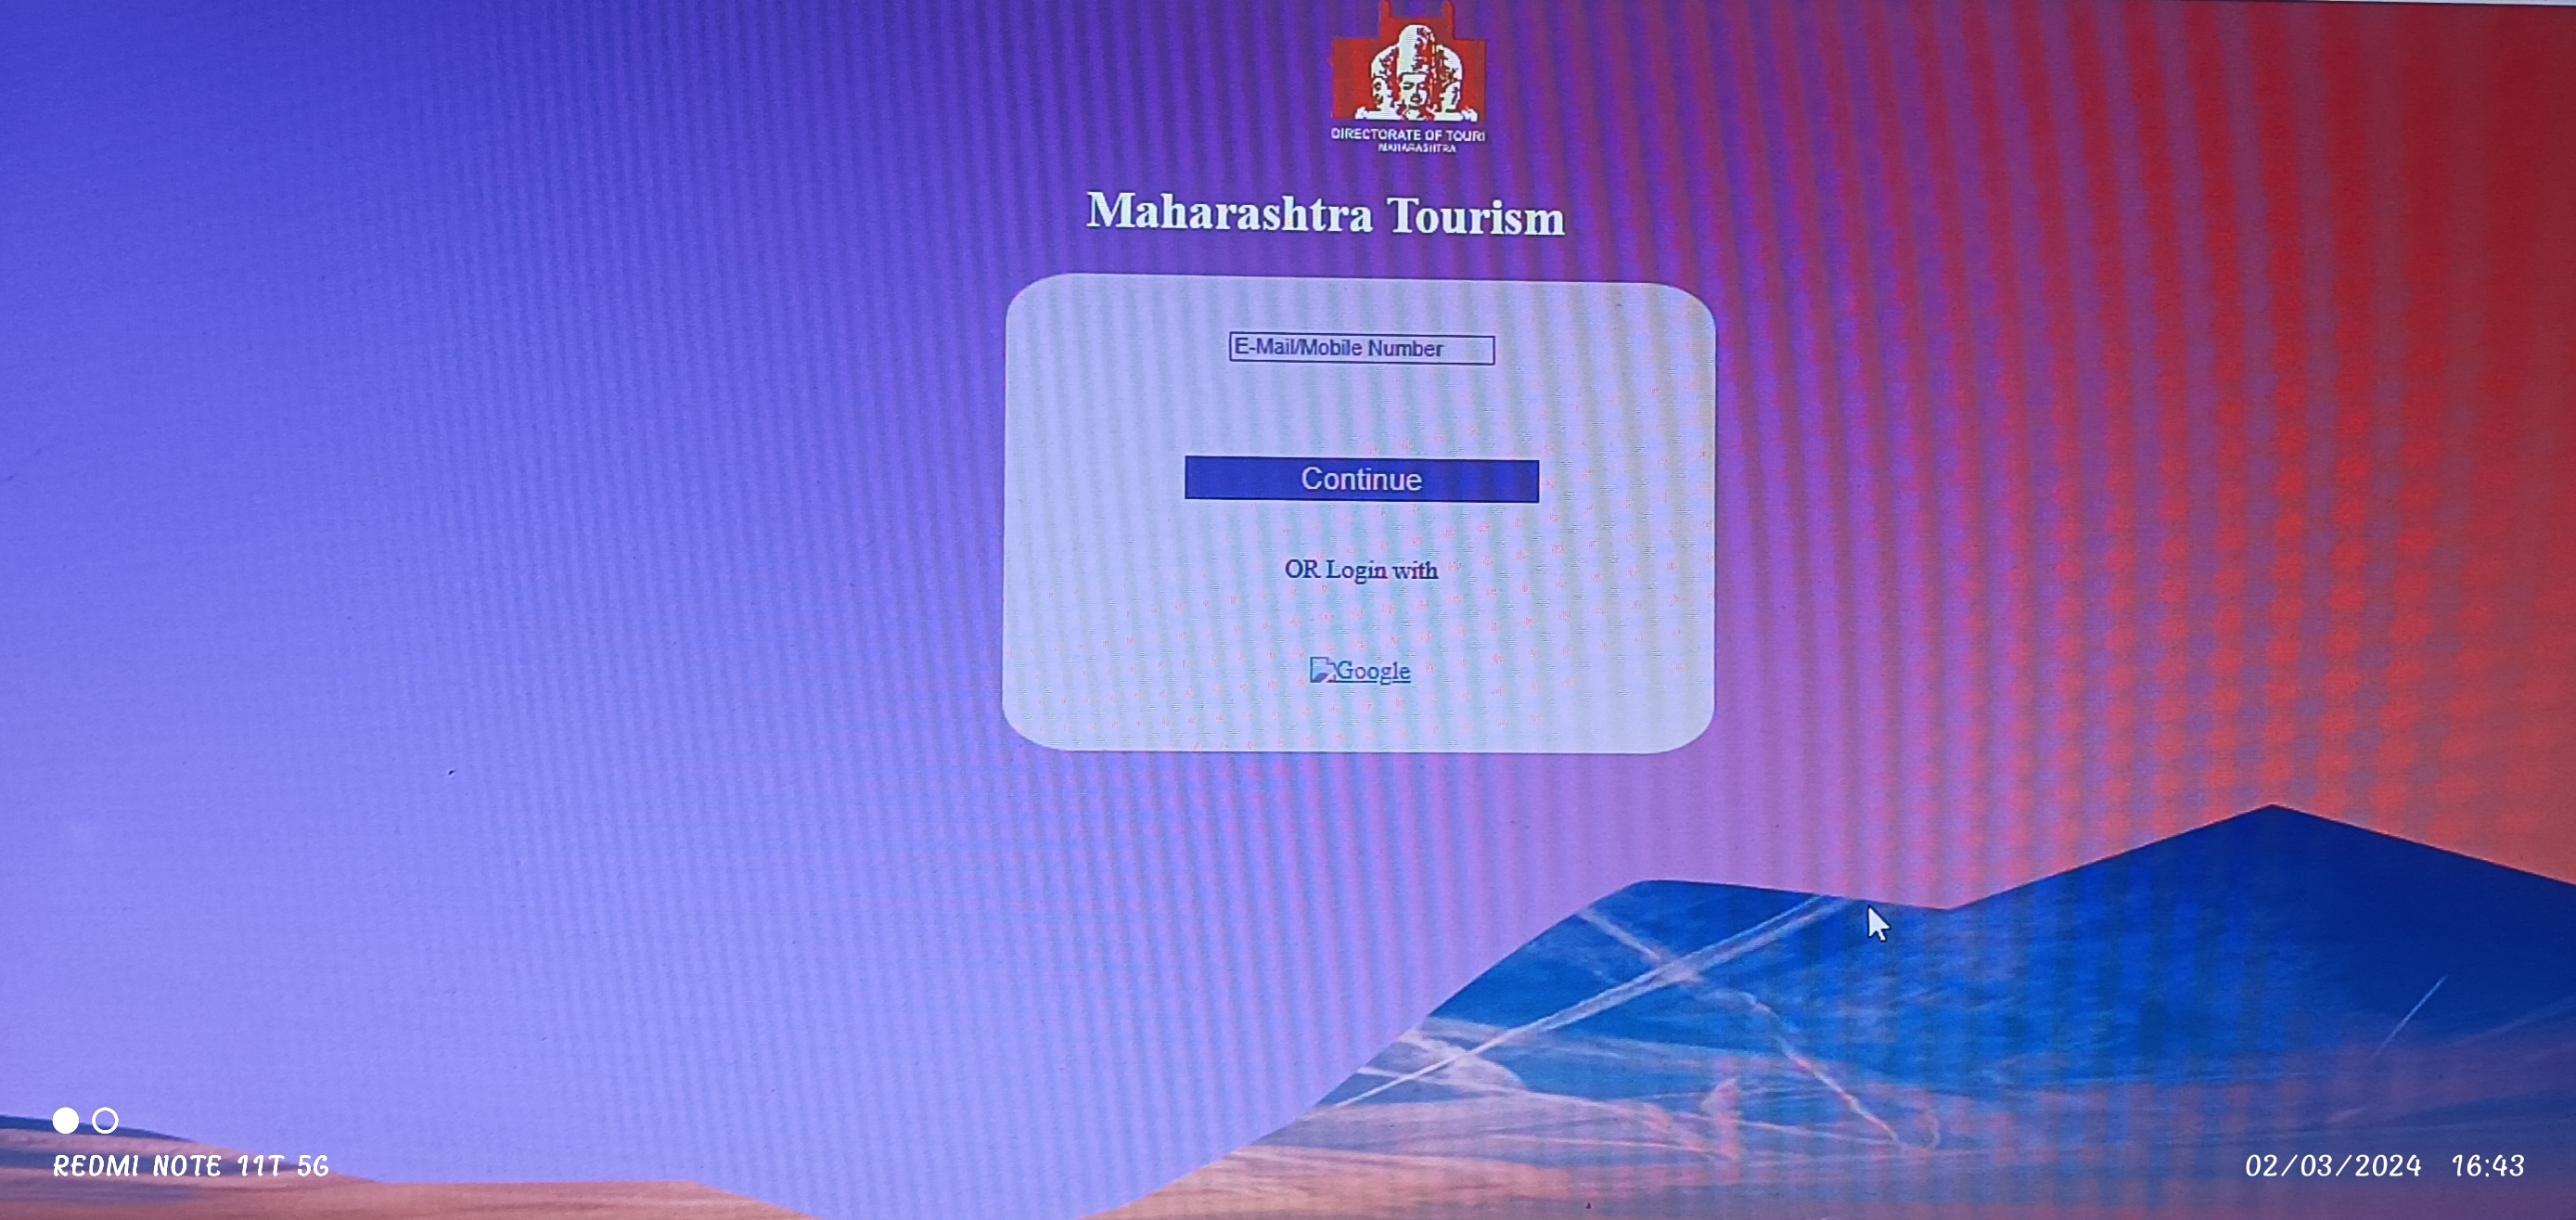 DIRECTORATE OF TOURI
MAHARASHTRA
Maharashtra Tourism
E-Mail/Mobile Number
Continue
OR Login with
Google
REDMI NOTE 11T 5G
02/03/2024 16:43